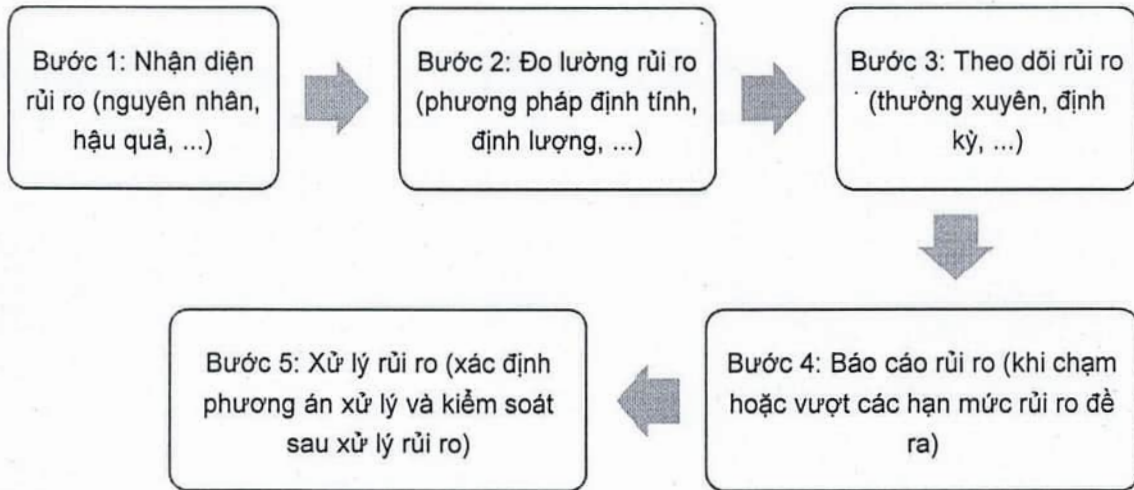 Bước 1: Nhận diện
rủi ro (nguyên nhân,
hậu quả, ...)
Bước 2: Đo lường rủi ro
(phương pháp định tính,
định lượng, ...)
Bước 3: Theo dõi rủi ro
(thường xuyên, định
kỳ, ...)
Bước 4: Báo cáo rủi ro (khi chạm
hoặc vượt các hạn mức rủi ro đề
ra)
Bước 5: Xử lý rủi ro (xác định
phương án xử lý và kiểm soát
sau xử lý rủi ro)